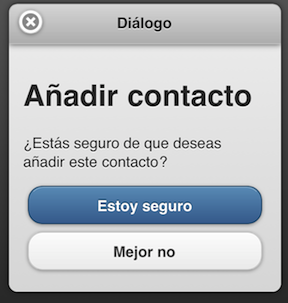 Diálogo
Añadir contacto
¿Estás seguro de que deseas
añadir este contacto?
Estoy seguro
Mejor no